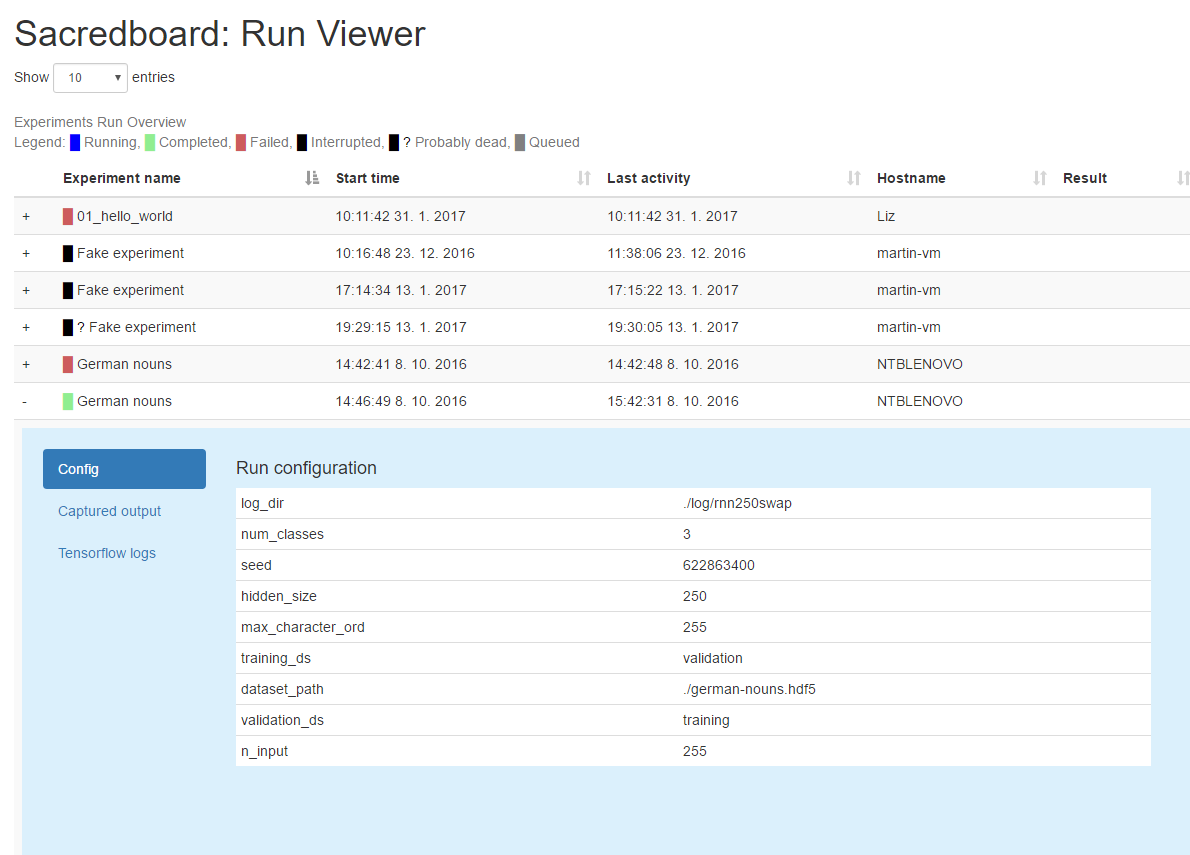 Sacredboard: Run Viewer
Show 10 entries
Experiments Run Overview
Legend: Running, Completed, Failed, Interrupted, ? Probably dead, Queued
Experiment name Start time Last activity Hostname Result
+ 01_hello_world 10:11:42 31. 1. 2017 10:11:42 31. 1. 2017 Liz
+ Fake experiment 10:16:48 23. 12. 2016 11:38:06 23. 12. 2016 martin-vm
+ Fake experiment 17:14:34 13. 1. 2017 17:15:22 13. 1. 2017 martin-vm
+ ? Fake experiment 19:29:15 13. 1. 2017 19:30:05 13. 1. 2017 martin-vm
+ German nouns 14:42:41 8. 10. 2016 14:42:48 8. 10. 2016 NTBLENOVO
- German nouns 14:46:49 8. 10. 2016 15:42:31 8. 10. 2016 NTBLENOVO
Config
Captured output
Tensorflow logs
Run configuration
log_dir ./log/rnn250swap
num_classes 3
seed 622863400
hidden_size 250
max_character_ord 255
training_ds validation
dataset_path ./german-nouns.hdf5
validation_ds training
n_input 255